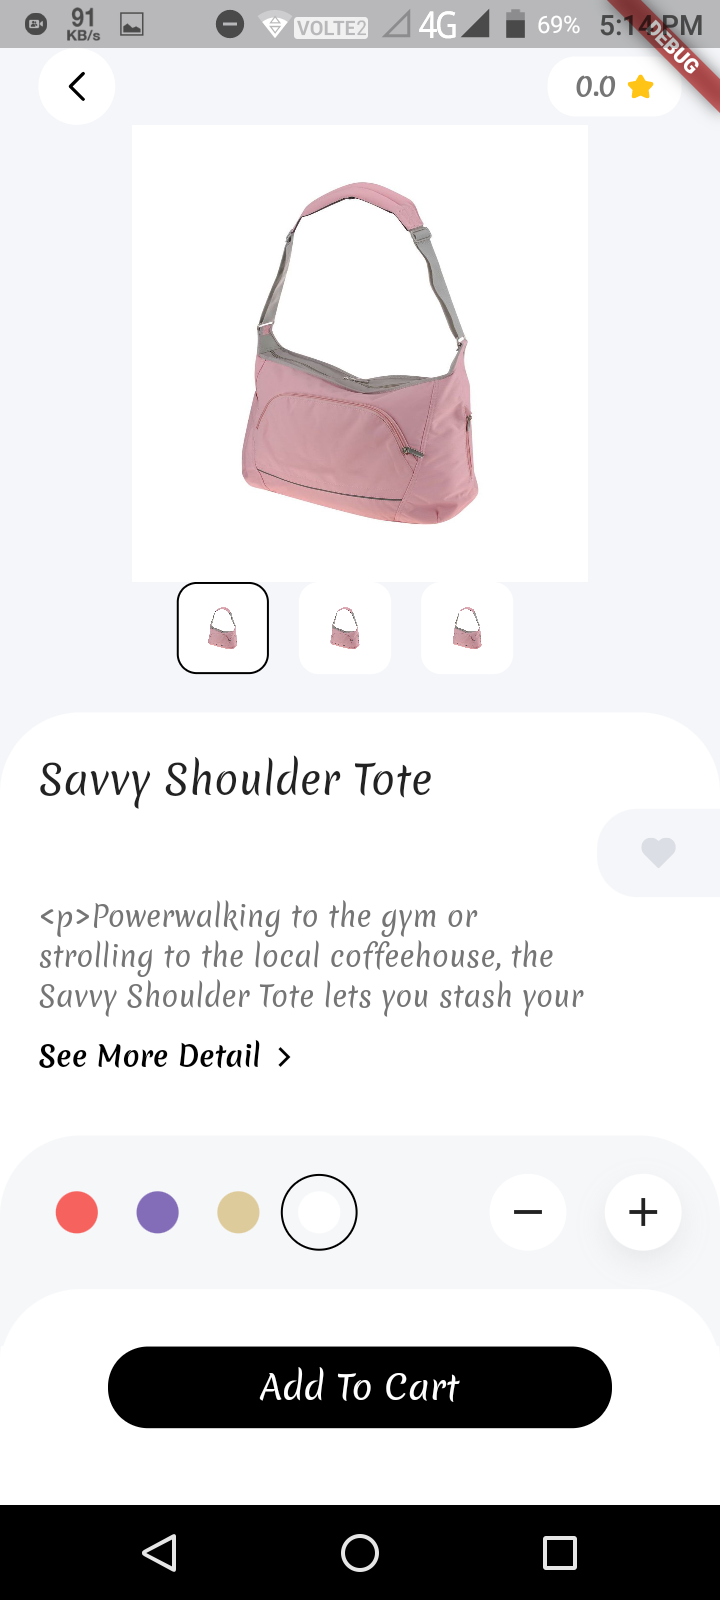 91
KB/s
VOLTE2
4G
69%
5:14 PM
DEBUG
0.0
Savvy Shoulder Tote
<p>Powerwalking to the gym or
strolling to the local coffeehouse, the
Savvy Shoulder Tote lets you stash your
See More Detail >
Add To Cart